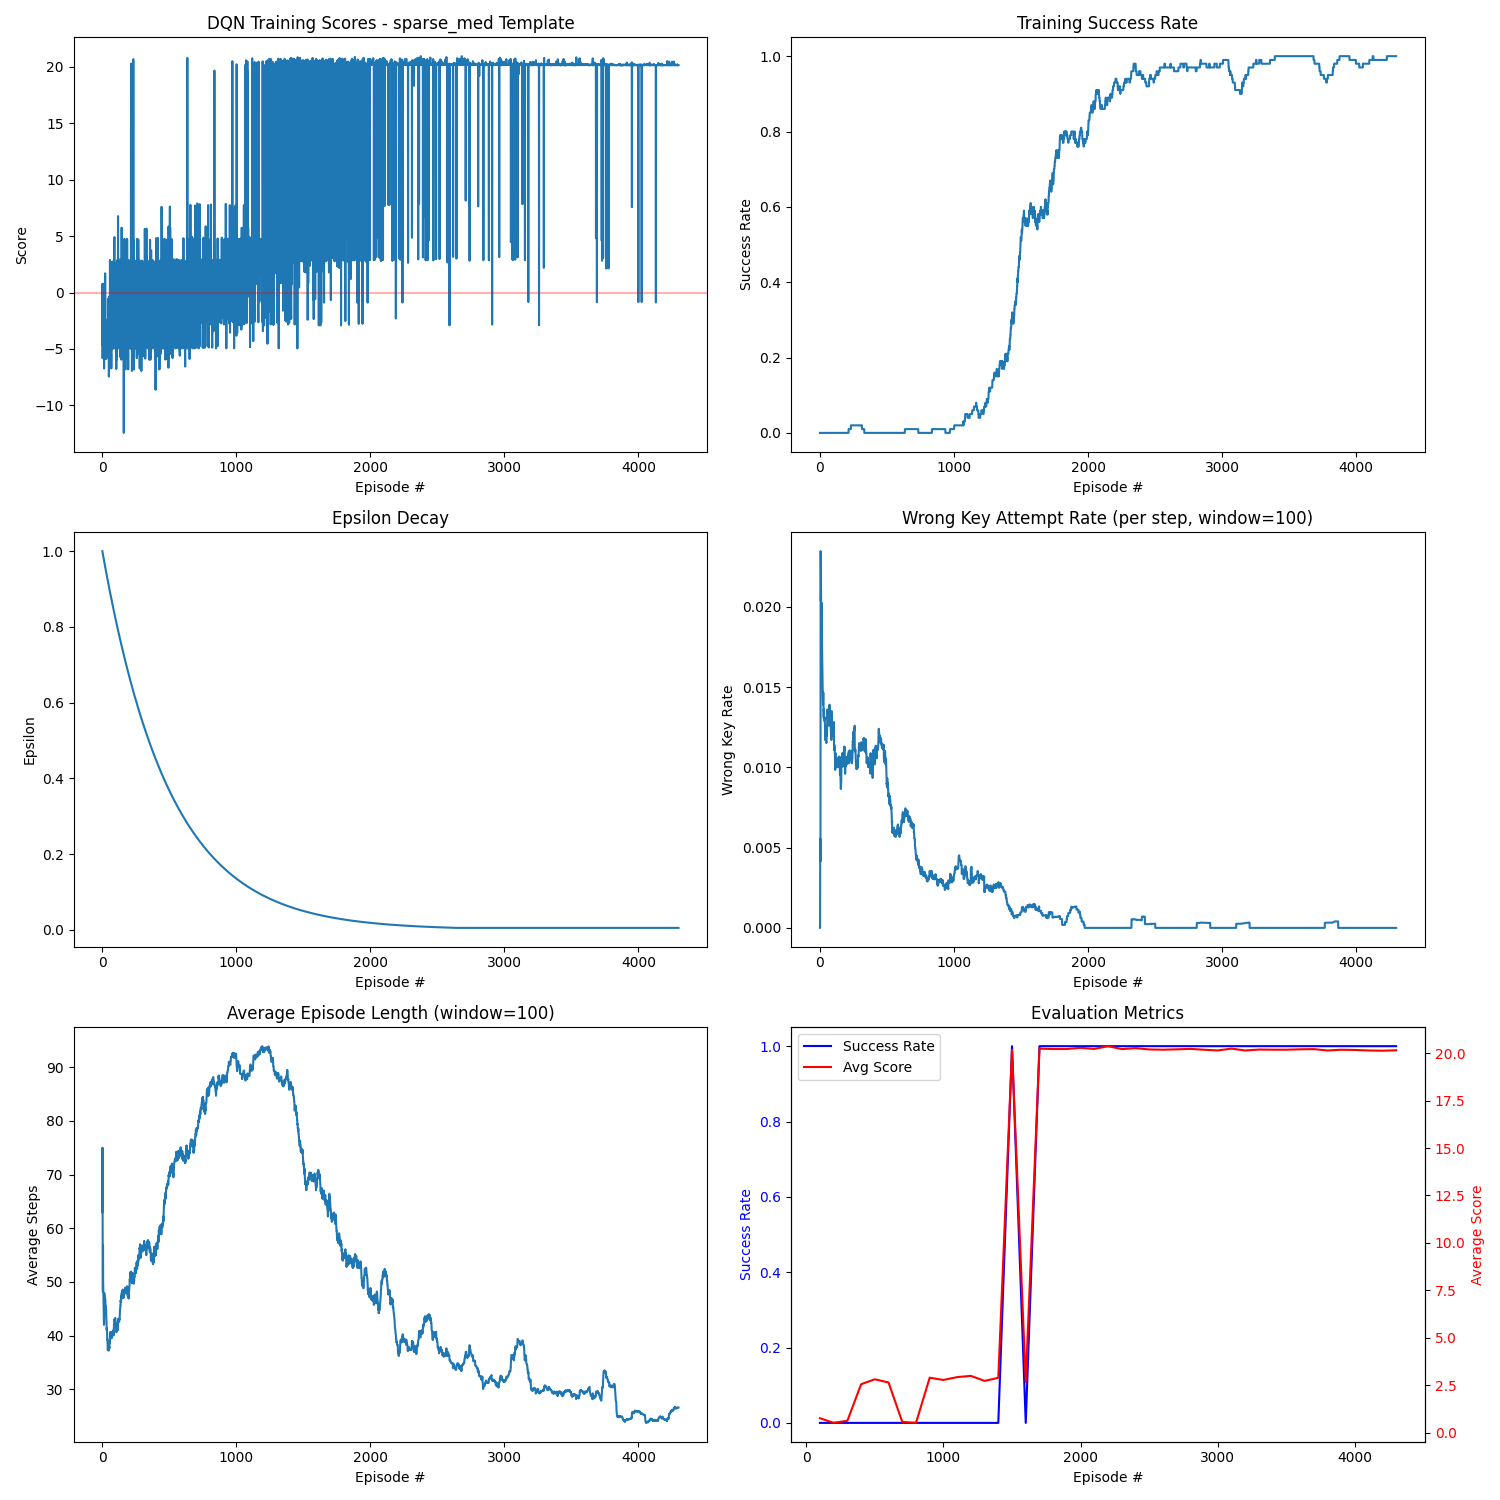 DQN Training Scores - sparse_med Template
Score
20
15
10
5
0
−5
−10
0 1000 2000 3000 4000
Episode #
Training Success Rate
Success Rate
1.0
0.8
0.6
0.4
0.2
0.0
0 1000 2000 3000 4000
Episode #
Epsilon Decay
Epsilon
1.0
0.8
0.6
0.4
0.2
0.0
0 1000 2000 3000 4000
Episode #
Wrong Key Attempt Rate (per step, window=100)
Wrong Key Rate
0.020
0.015
0.010
0.005
0.000
0 1000 2000 3000 4000
Episode #
Average Episode Length (window=100)
Average Steps
90
80
70
60
50
40
30
0 1000 2000 3000 4000
Episode #
Evaluation Metrics
Success Rate
Avg Score
Success Rate
1.0
0.8
0.6
0.4
0.2
0.0
20.0
17.5
15.0
12.5
10.0
7.5
5.0
2.5
0.0
Average Score
0 1000 2000 3000 4000
Episode #